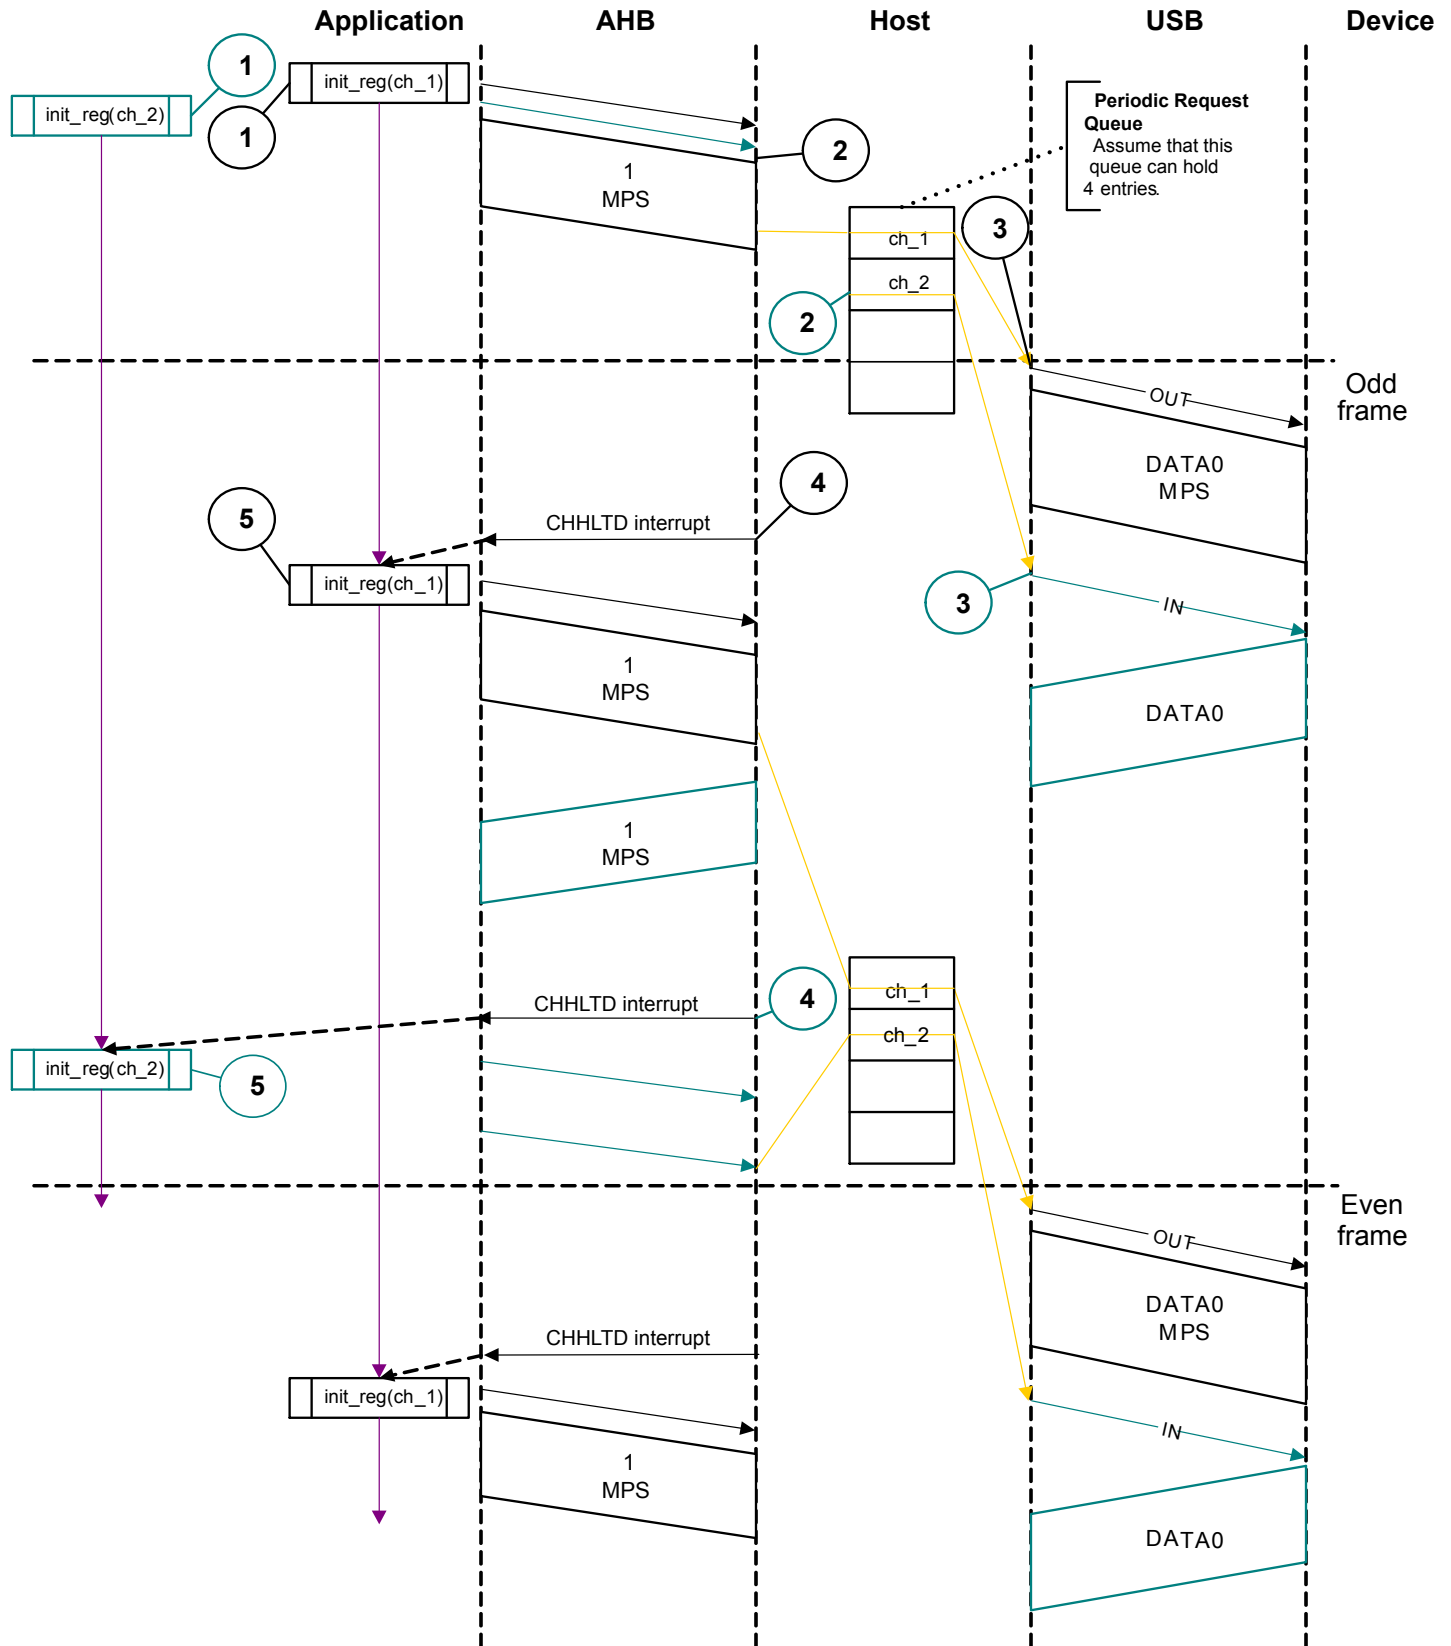 Application AHB Host USB Device
1
init_reg(ch_1)
init_reg(ch_2)
1
Periodic Request
Queue
Assume that this
queue can hold
4 entries.
2
1
MPS
3
ch_1
ch_2
2
Odd
frame
OUT
DATA0
MPS
4
5
CHHLTD interrupt
init_reg(ch_1)
3
IN
1
MPS
DATA0
1
MPS
4
ch_1
CHHLTD interrupt
ch_2
init_reg(ch_2)
5
Even
frame
OUT
DATA0
MPS
CHHLTD interrupt
init_reg(ch_1)
IN
1
MPS
DATA0